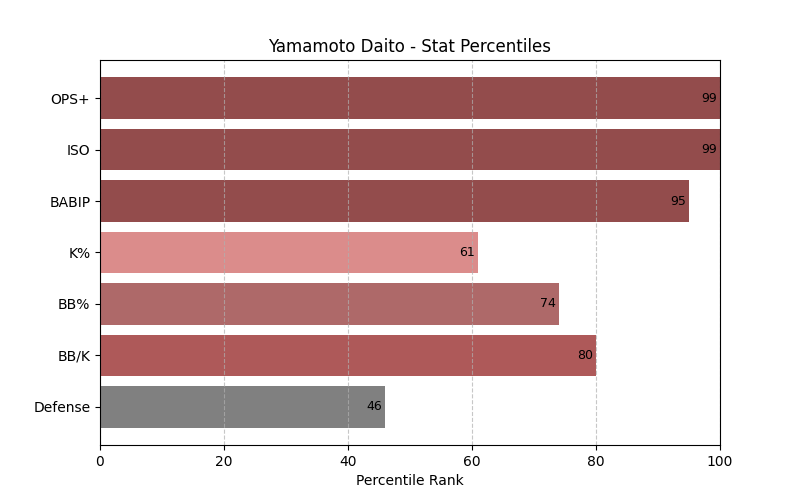 Yamamoto Daito - Stat Percentiles
OPS+ 99
ISO 99
BABIP 95
K% 61
BB% 74
BB/K 80
Defense 46
0 20 40 60 80 100
Percentile Rank